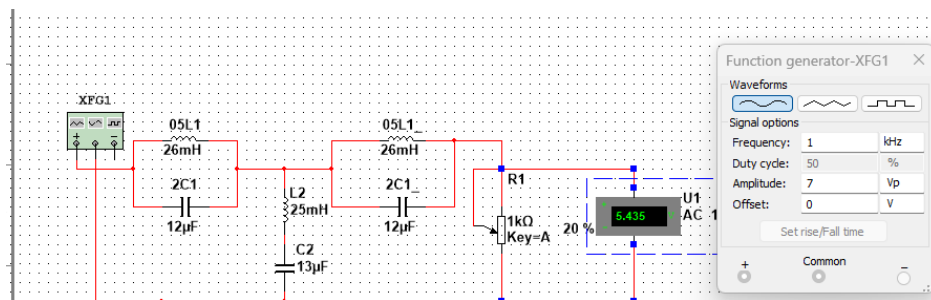 XFG1
05L1
26mH
2C1
12µF
L2
25mH
C2
13µF
05L1_
26mH
2C1_
12µF
R1
1kΩ
Key=A
20 %
5.435
U1
AC 1
Function generator-XFG1
Waveforms
Signal options
Frequency: 1 kHz
Duty cycle: 50 %
Amplitude: 7 Vp
Offset: 0 V
Set rise/Fall time
+ Common −